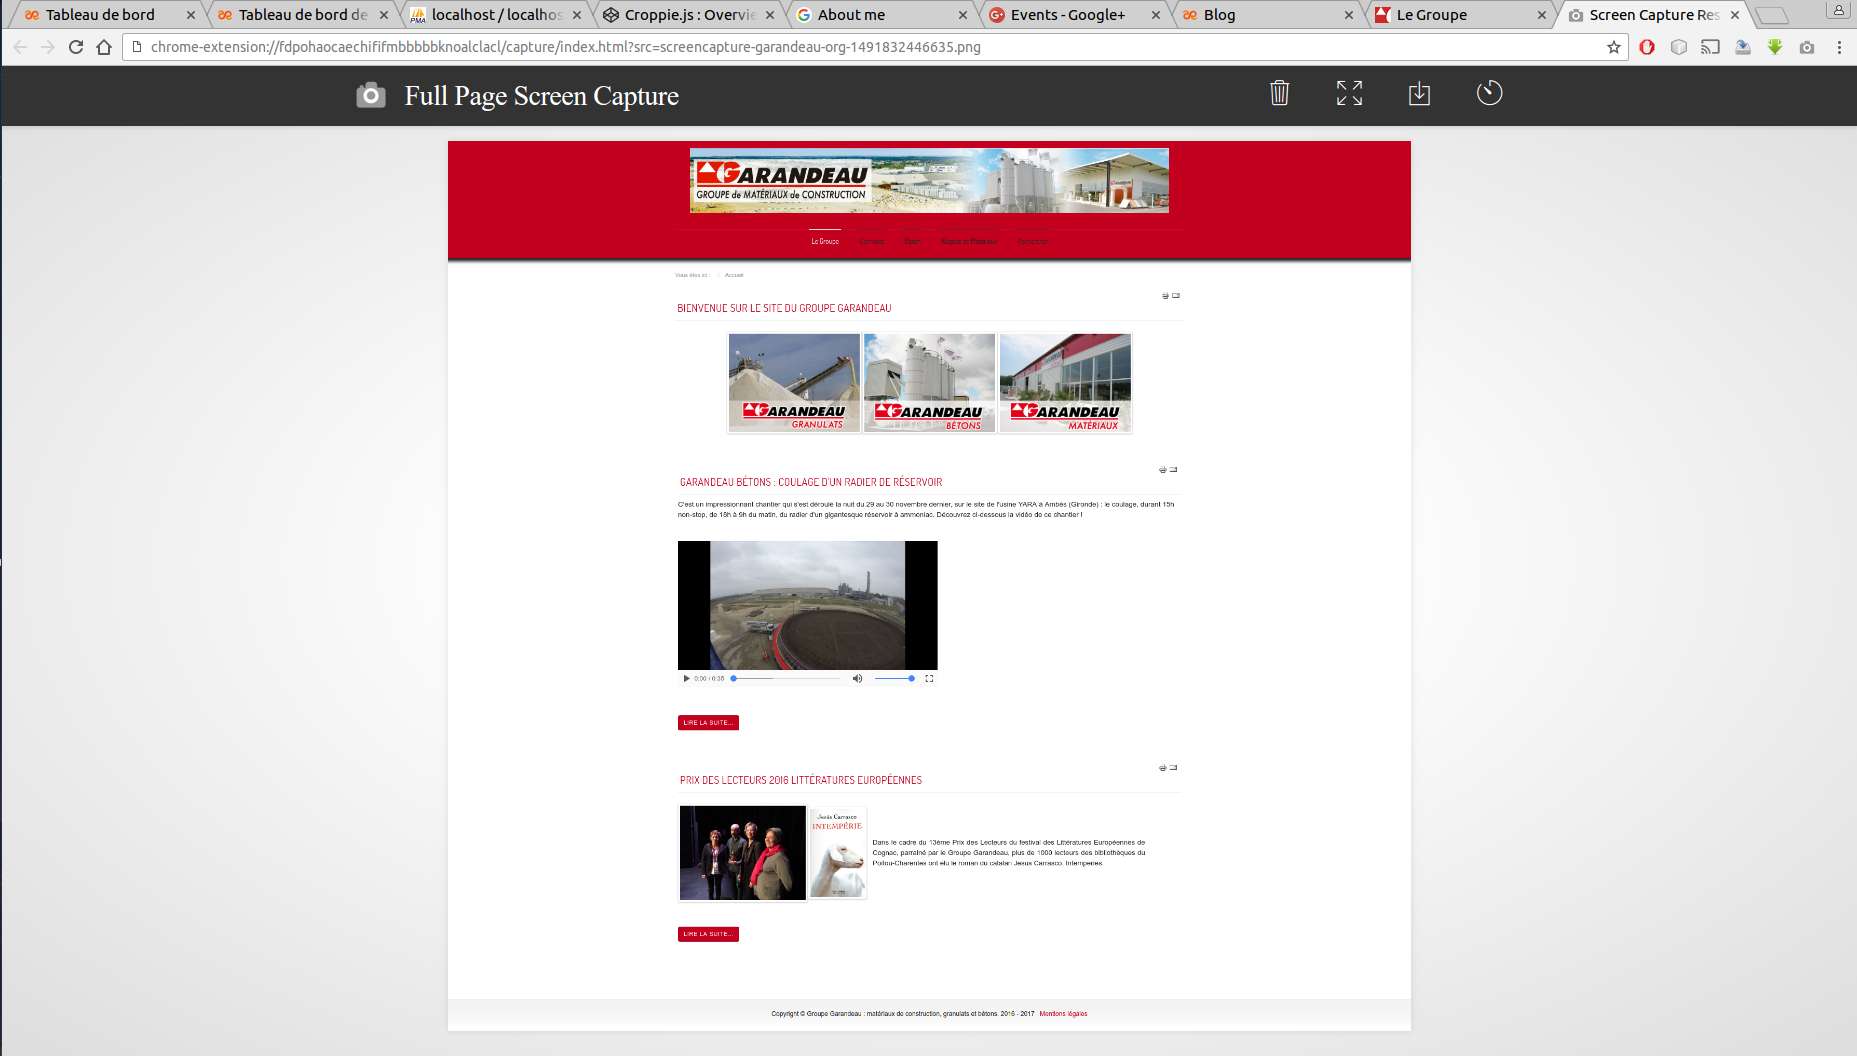 Tableau de bord
Tableau de bord de
localhost / localhos
Croppie.js : Overvie
About me
Events - Google+
Blog
Le Groupe
Screen Capture Res
chrome-extension://fdpohaocaechififmbbbbbknoalclacl/capture/index.html?src=screencapture-garandeau-org-1491832446635.png
Full Page Screen Capture
GARANDEAU
GROUPE de MATÉRIAUX de CONSTRUCTION
Le Groupe
Vous êtes ici : Accueil
BIENVENUE SUR LE SITE DU GROUPE GARANDEAU
GARANDEAU GRANULATS
GARANDEAU BÉTONS
GARANDEAU MATÉRIAUX
GARANDEAU BÉTONS : COULAGE D'UN RADIER DE RÉSERVOIR
C'est un impressionnant chantier qui s'est déroulé la nuit du 29 au 30 novembre dernier, sur le site de l'usine YARA à Ambès (Gironde) : le coulage, durant 15h
non-stop, de 18h à 9h du matin, du radier d'un gigantesque réservoir à ammoniac. Découvrez ci-dessous la vidéo de ce chantier !
0:00 / 0:35
LIRE LA SUITE...
PRIX DES LECTEURS 2016 LITTÉRATURES EUROPÉENNES
Jesús Carrasco
INTEMPÉRIE
Dans le cadre du 13ème Prix des Lecteurs du festival des Littératures Européennes de
Cognac, parrainé par le Groupe Garandeau, plus de 1000 lecteurs des bibliothèques du
Poitou-Charentes ont élu le roman du catalan Jesus Carrasco: Intempéries.
LIRE LA SUITE...
Copyright © Groupe Garandeau : matériaux de construction, granulats et bétons. 2016 - 2017 Mentions légales